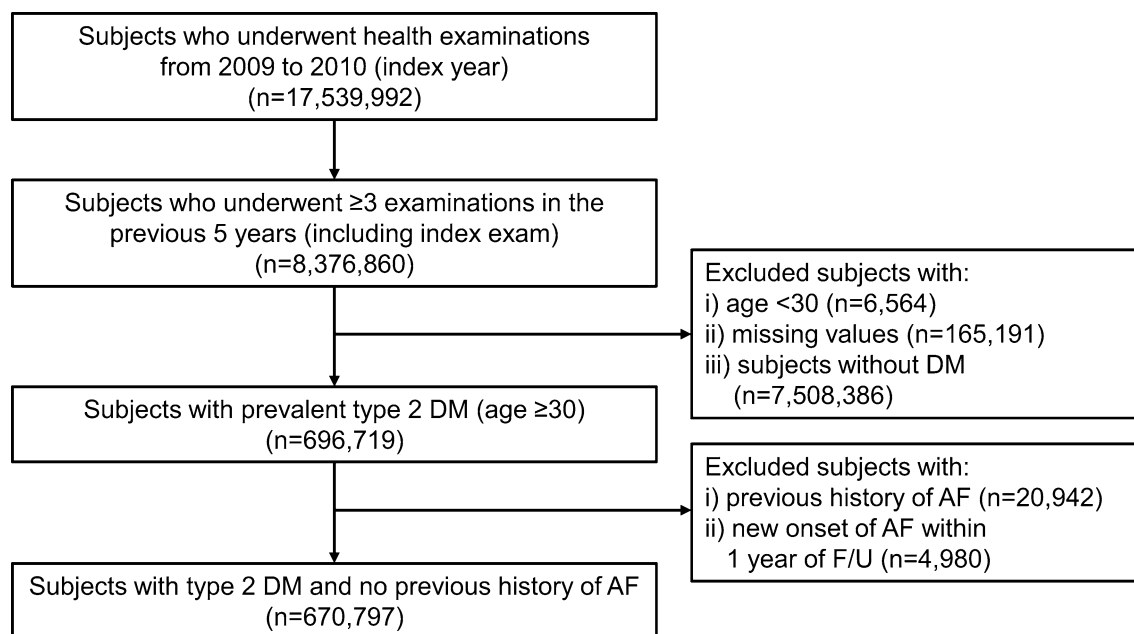 Subjects who underwent health examinations
from 2009 to 2010 (index year)
(n=17,539,992)
Subjects who underwent ≥3 examinations in the
previous 5 years (including index exam)
(n=8,376,860)
Excluded subjects with:
i) age <30 (n=6,564)
ii) missing values (n=165,191)
iii) subjects without DM
(n=7,508,386)
Subjects with prevalent type 2 DM (age ≥30)
(n=696,719)
Excluded subjects with:
i) previous history of AF (n=20,942)
ii) new onset of AF within
1 year of F/U (n=4,980)
Subjects with type 2 DM and no previous history of AF
(n=670,797)